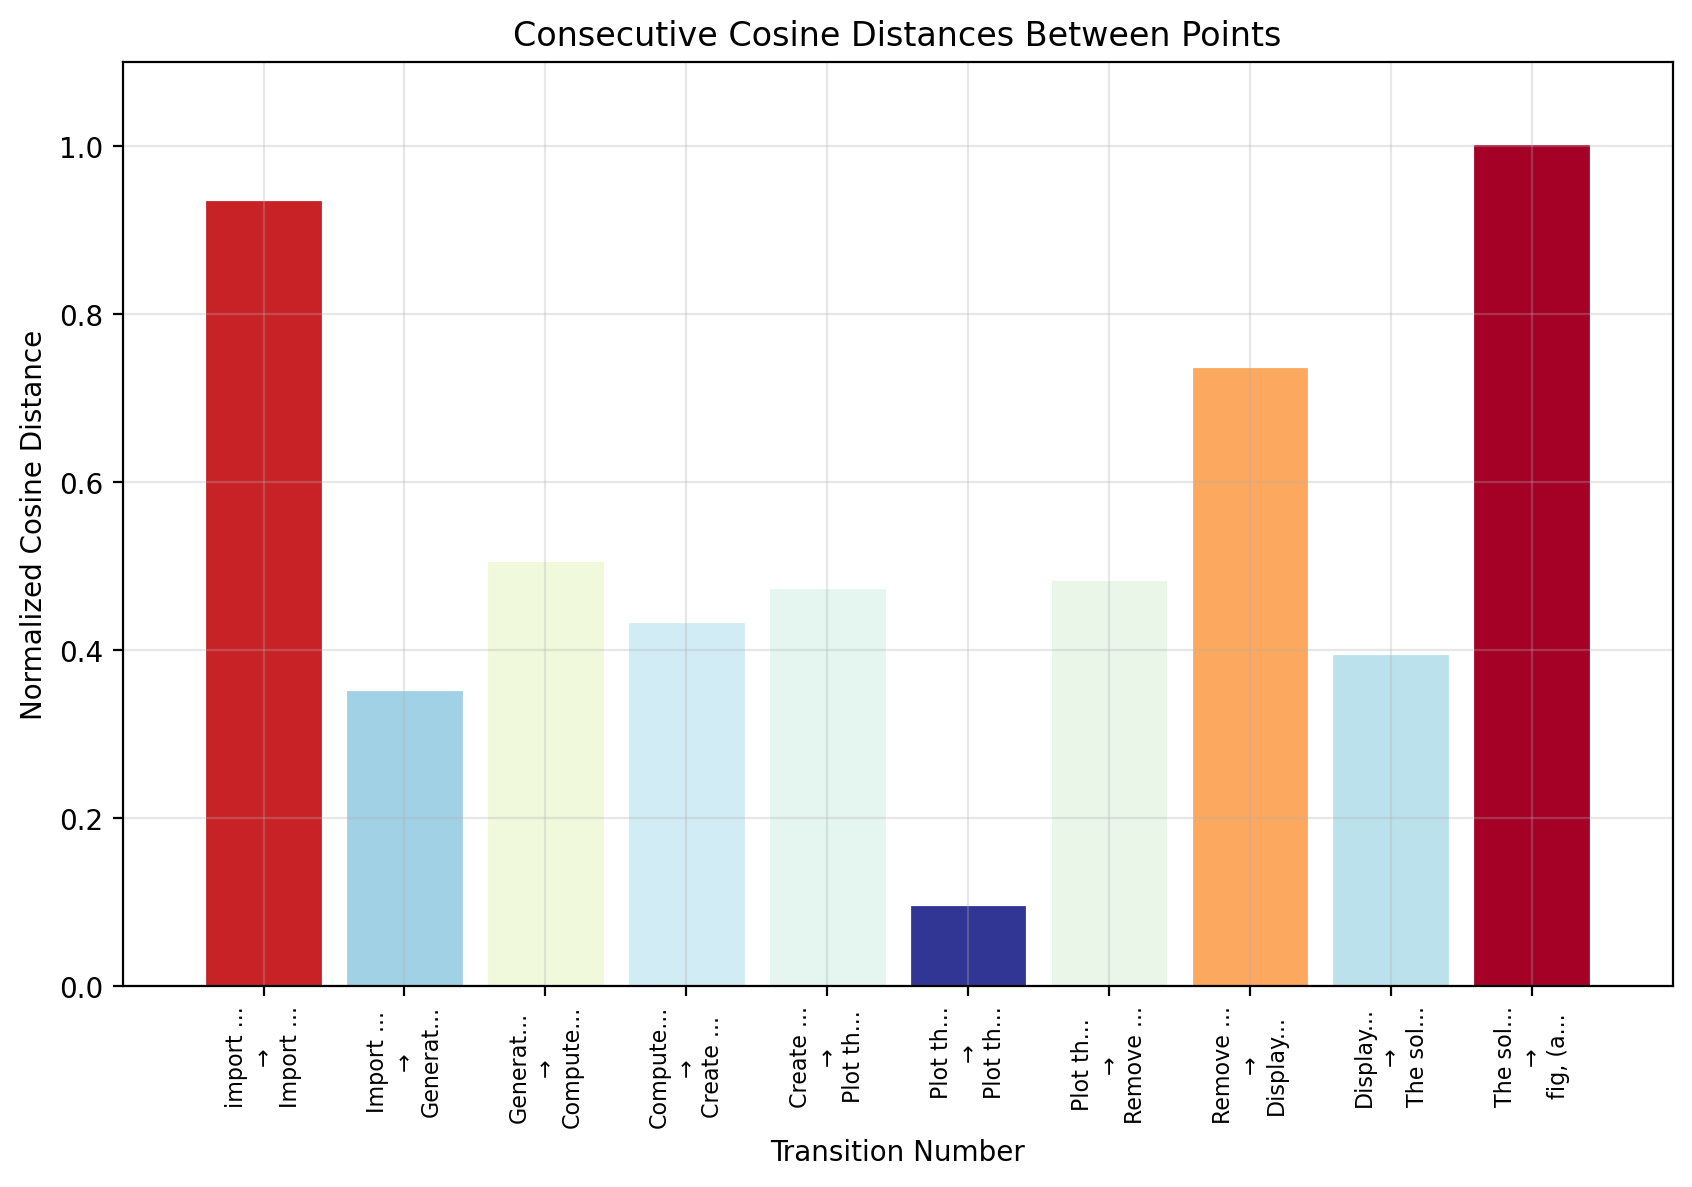 Consecutive Cosine Distances Between Points
Normalized Cosine Distance
1.0
0.8
0.6
0.4
0.2
0.0
import ...
→
Import ...
Import ...
→
Generat...
Generat...
→
Compute...
Compute...
→
Create ...
Create ...
→
Plot th...
Plot th...
→
Plot th...
Plot th...
→
Remove ...
Remove ...
→
Display...
Display...
→
The sol...
The sol...
→
fig, (a...
Transition Number